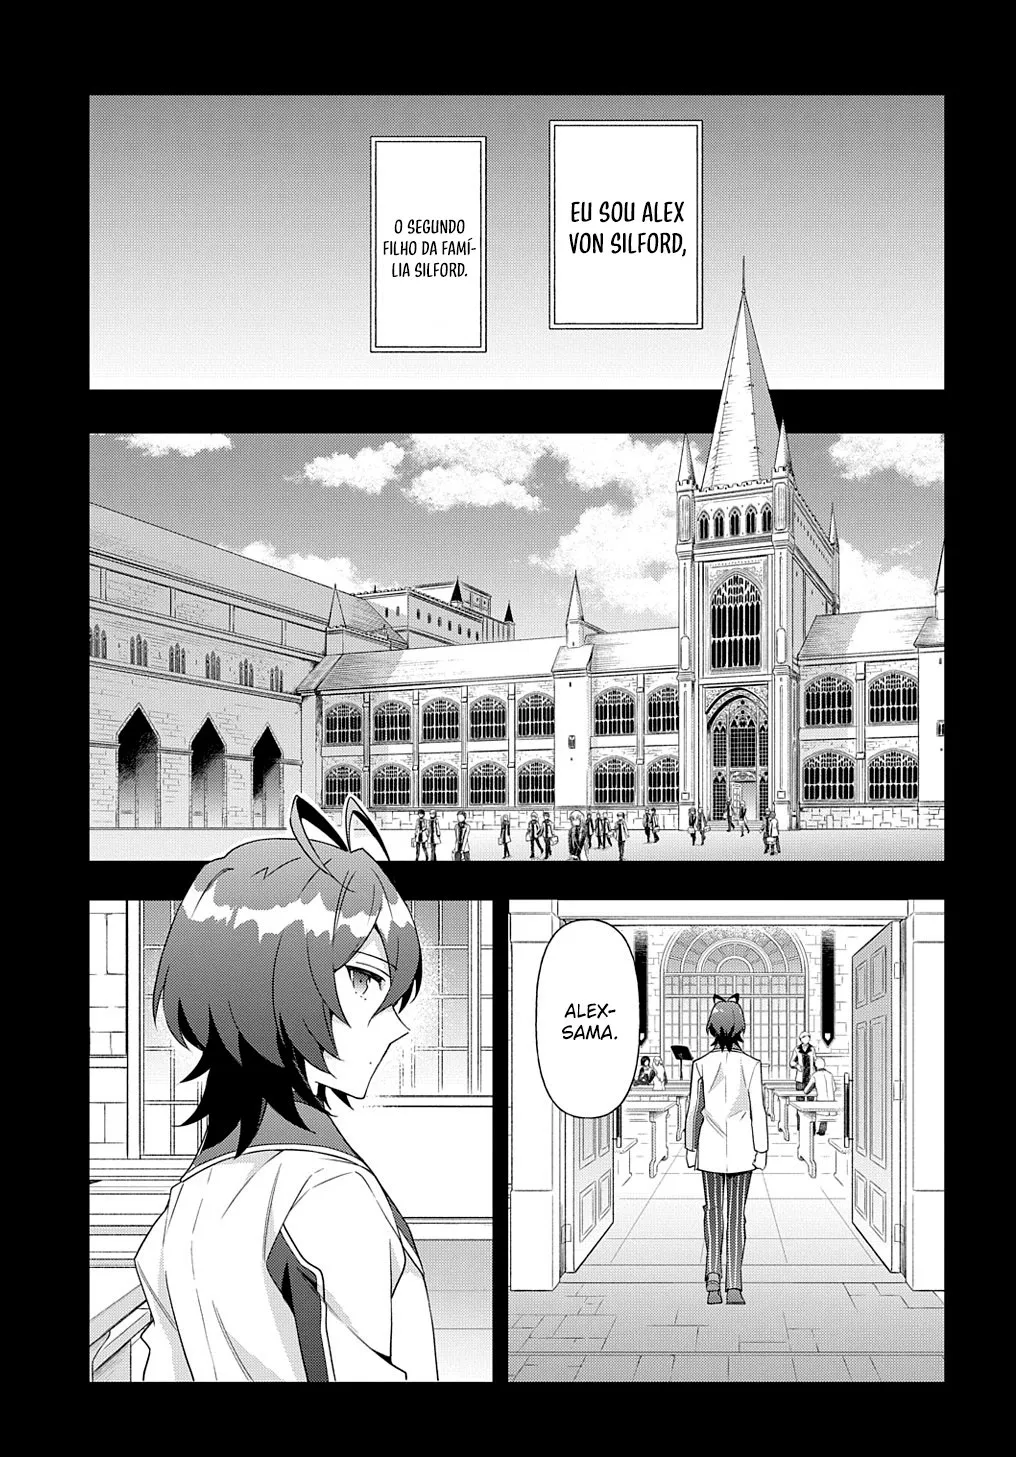 EU SOU ALEX
VON SILFORD,
O SEGUNDO
FILHO DA FAMÍ-
LIA SILFORD.
ALEX-
SAMA.